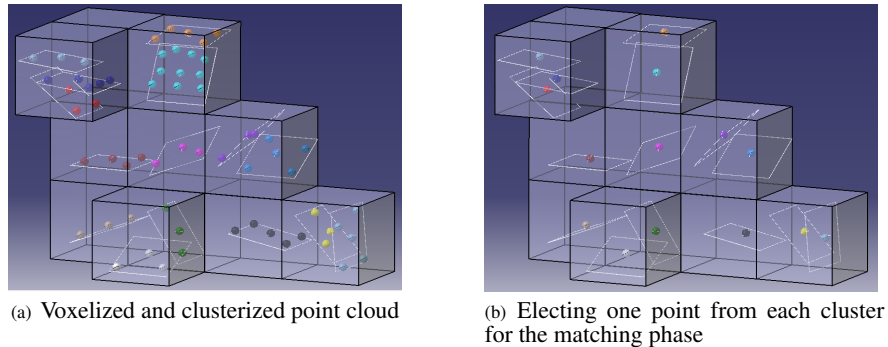 (a) Voxelized and clusterized point cloud
(b) Electing one point from each cluster
for the matching phase